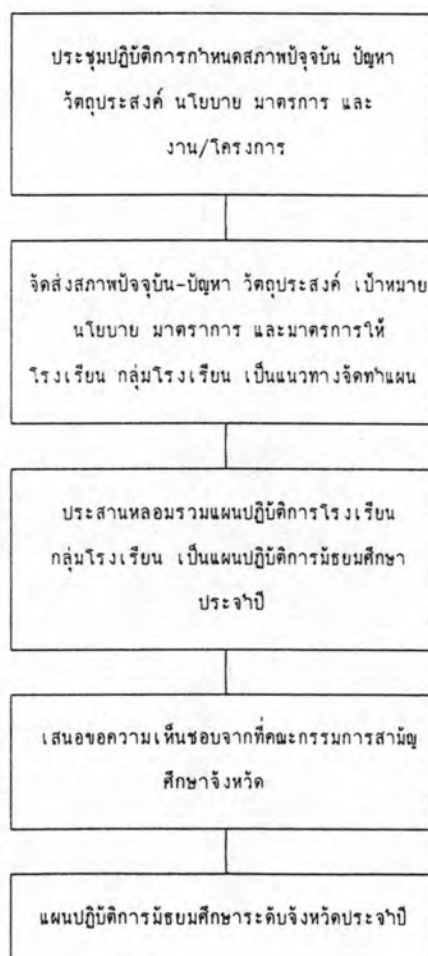 ประชุมปฏิบัติการกำหนดสภาพปัจจุบัน ปัญหา
วัตถุประสงค์ นโยบาย มาตรการ และ
งาน/โครงการ
จัดส่งสภาพปัจจุบัน-ปัญหา วัตถุประสงค์ เป้าหมาย
นโยบาย มาตราการ และมาตรการให้
โรงเรียน กลุ่มโรงเรียน เป็นแนวทางจัดทำแผน
ประสานหลอมรวมแผนปฏิบัติการโรงเรียน
กลุ่มโรงเรียน เป็นแผนปฏิบัติการมัธยมศึกษา
ประจำปี
เสนอขอความเห็นชอบจากที่คณะกรรมการสามัญ
ศึกษาจังหวัด
แผนปฏิบัติการมัธยมศึกษาระดับจังหวัดประจำปี